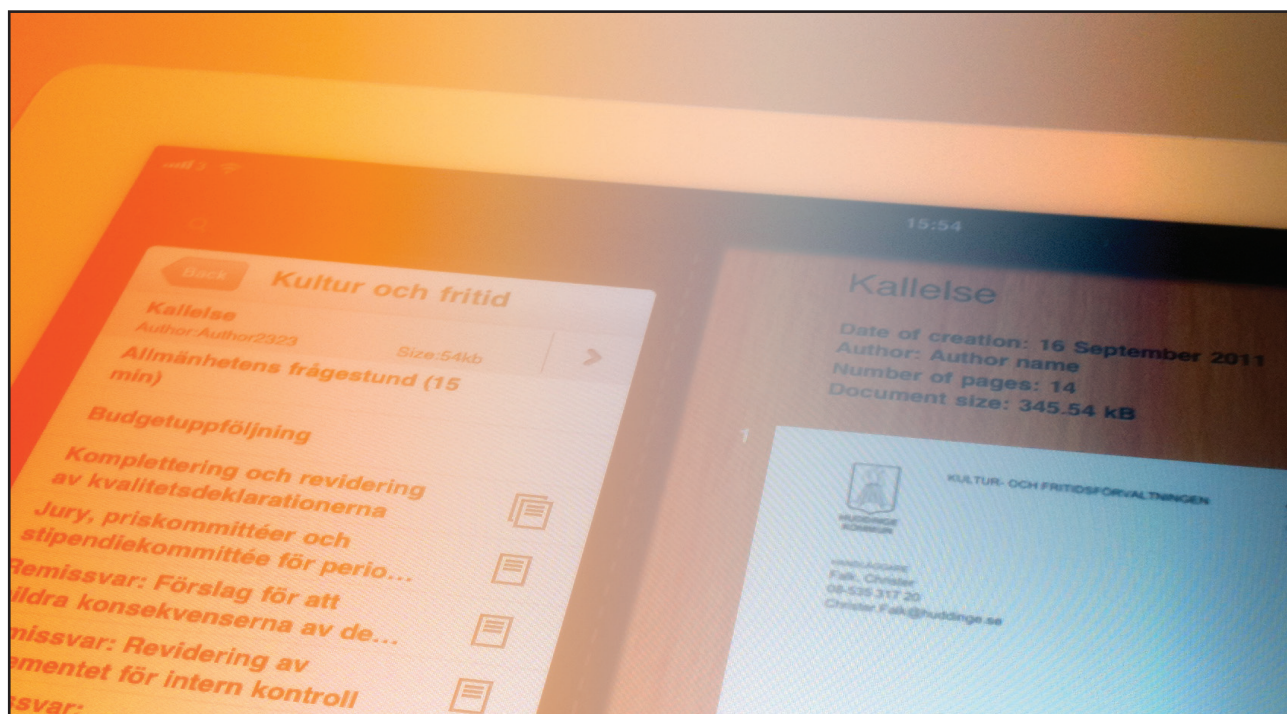 15:54
Back
Kultur och fritid
Kallelse
Author:Author2323
Size:54kb
Allmänhetens frågestund (15
min)
Budgetuppföljning
Komplettering och revidering
av kvalitetsdeklarationerna
Jury, priskommittéer och
stipendiekommittée för perio...
Remissvar: Förslag för att
ildra konsekvenserna av de...
missvar: Revidering av
ementet för intern kontroll
ssvar:
Kallelse
Date of creation: 16 September 2011
Author: Author name
Number of pages: 14
Document size: 345.54 kB
1
HUDDINGE
KOMMUN
KULTUR- OCH FRITIDSFÖRVALTNINGEN
HANDLÄGGARE
Falk, Christer
08-535 317 20
Christer.Falk@huddinge.se